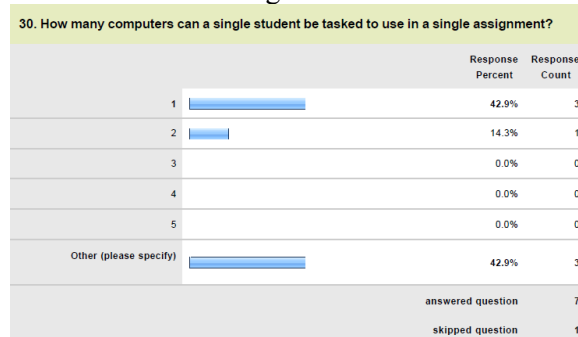 30. How many computers can a single student be tasked to use in a single assignment?
Response Percent Response Count
1 42.9% 3
2 14.3% 1
3 0.0% 0
4 0.0% 0
5 0.0% 0
Other (please specify) 42.9% 3
answered question 7
skipped question 1